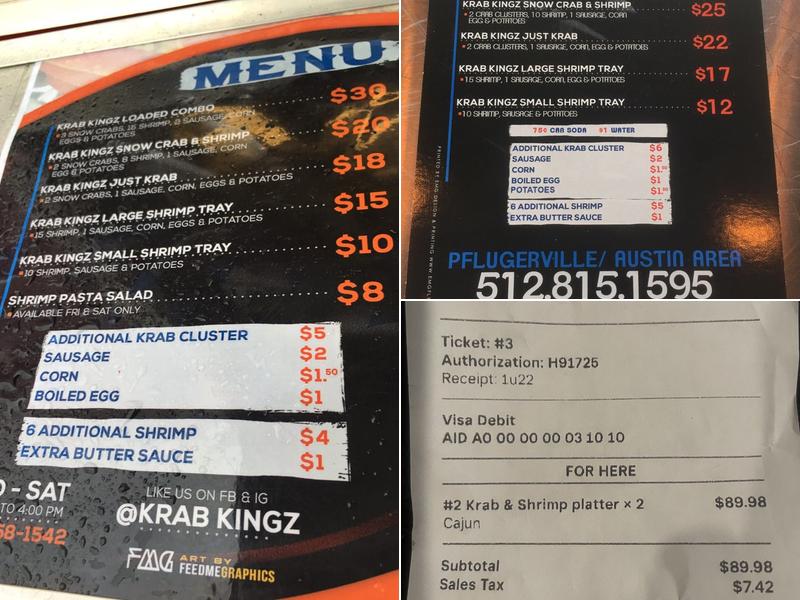 MENU
KRAB KINGZ LOADED COMBO $30
3 SNOW CRABS, 15 SHRIMP, 2 SAUSAGE, CORN,
EGGS & POTATOES
KRAB KINGZ SNOW CRAB & SHRIMP $20
2 SNOW CRABS, 8 SHRIMP, 1 SAUSAGE, CORN
EGG & POTATOES
KRAB KINGZ JUST KRAB $18
2 SNOW CRABS, 1 SAUSAGE, CORN, EGGS & POTATOES
KRAB KINGZ LARGE SHRIMP TRAY $15
15 SHRIMP, 1 SAUSAGE, CORN, EGG & POTATOES
KRAB KINGZ SMALL SHRIMP TRAY $10
10 SHRIMP, SAUSAGE & POTATOES
SHRIMP PASTA SALAD $8
AVAILABLE FRI & SAT ONLY
ADDITIONAL KRAB CLUSTER $5
SAUSAGE $2
CORN $1.50
BOILED EGG $1
6 ADDITIONAL SHRIMP $4
EXTRA BUTTER SAUCE $1
- SAT
TO 4:00 PM
58-1542
LIKE US ON FB & IG
@KRAB KINGZ
FMG ART BY
FEEDMEGRAPHICS
KRAB KINGZ SNOW CRAB & SHRIMP $25
2 CRAB CLUSTERS, 10 SHRIMP, 1 SAUSAGE, CORN
EGG & POTATOES
KRAB KINGZ JUST KRAB $22
2 CRAB CLUSTERS, 1 SAUSAGE, CORN, EGG & POTATOES
KRAB KINGZ LARGE SHRIMP TRAY $17
15 SHRIMP, 1 SAUSAGE, CORN, EGG & POTATOES
KRAB KINGZ SMALL SHRIMP TRAY $12
10 SHRIMP, SAUSAGE & POTATOES
75¢ CAN SODA $1 WATER
ADDITIONAL KRAB CLUSTER $6
SAUSAGE $2
CORN $1.50
BOILED EGG $1
POTATOES $1.50
6 ADDITIONAL SHRIMP $5
EXTRA BUTTER SAUCE $1
PRINTED BY EMG DESIGN & PRINTING
PFLUGERVILLE/ AUSTIN AREA
512.815.1595
Ticket: #3
Authorization: H91725
Receipt: 1u22
Visa Debit
AID A0 00 00 00 03 10 10
FOR HERE
#2 Krab & Shrimp platter × 2 $89.98
Cajun
Subtotal $89.98
Sales Tax $7.42